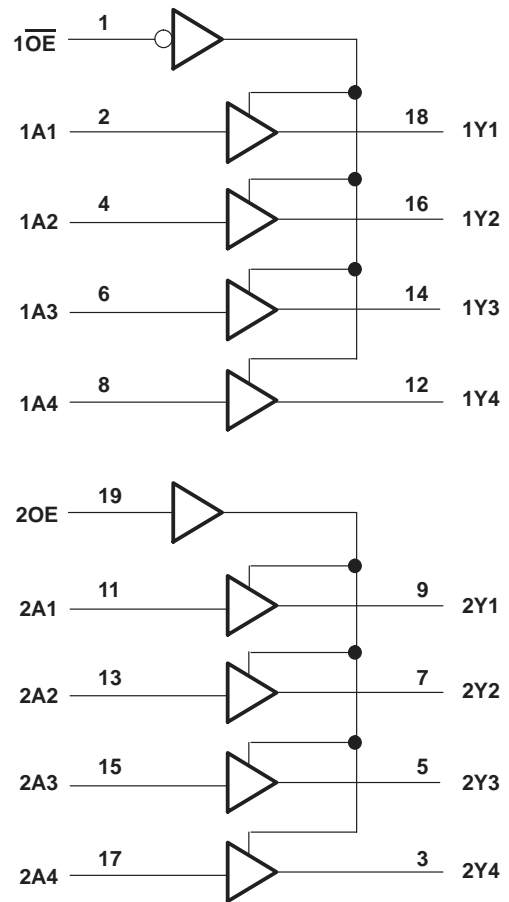 1O̅E̅ 1
1A1 2 18 1Y1
1A2 4 16 1Y2
1A3 6 14 1Y3
1A4 8 12 1Y4
2OE 19
2A1 11 9 2Y1
2A2 13 7 2Y2
2A3 15 5 2Y3
2A4 17 3 2Y4